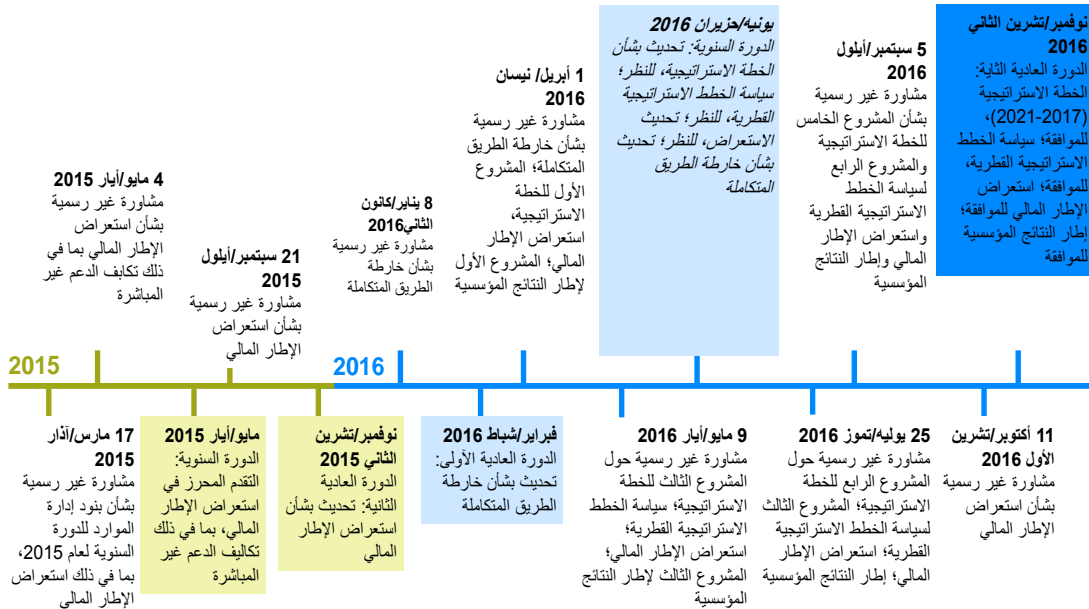 4 مايو/أيار 2015
مشاورة غير رسمية
بشأن استعراض
الإطار المالي بما في
ذلك تكايف الدعم غير
المباشرة
21 سبتمبر/أيلول
2015
مشاورة غير رسمية
بشأن استعراض
الإطار المالي
8 يناير/كانون
الثاني2016
مشاورة غير رسمية
بشأن خارطة
الطريق المتكاملة
1 أبريل/ نيسان
2016
مشاورة غير رسمية
بشأن خارطة الطريق
المتكاملة؛ المشروع
الأول للخطة
الاستراتيجية،
استعراض الإطار
المالي؛ المشروع الأول
لإطار النتائج المؤسسية
يونيه/حزيران 2016
الدورة السنوية: تحديث بشأن
الخطة الاستراتيجية، للنظر؛
سياسة الخطط الاستراتيجية
القطرية، للنظر؛ تحديث
الاستعراض، للنظر؛ تحديث
بشأن خارطة الطريق
المتكاملة
5 سبتمبر/أيلول
2016
مشاورة غير رسمية
بشأن المشروع الخامس
للخطة الاستراتيجية
والمشروع الرابع
لسياسة الخطط
الاستراتيجية القطرية
واستعراض الإطار
المالي وإطار النتائج
المؤسسية
نوفمبر/تشرين الثاني
2016
الدورة العادية الثاية:
الخطة الاستراتيجية
(2017-2021)،
للموافقة؛ سياسة الخطط
الاستراتيجية القطرية،
للموافقة؛ استعراض
الإطار المالي للموافقة؛
إطار النتائج المؤسسية
للموافقة
2015
2016
17 مارس/آذار
2015
مشاورة غير رسمية
بشأن بنود إدارة
الموارد للدورة
السنوية لعام 2015،
بما في ذلك استعراض
الإطار المالي
مايو/أيار 2015
الدورة السنوية:
التقدم المحرز في
استعراض الإطار
المالي، بما في ذلك
تكاليف الدعم غير
المباشرة
نوفمبر/تشرين
الثاني 2015
الدورة العادية
الثانية: تحديث بشأن
استعراض الإطار
المالي
فبراير/شباط 2016
الدورة العادية الأولى:
تحديث بشأن خارطة
الطريق المتكاملة
9 مايو/أيار 2016
مشاورة غير رسمية حول
المشروع الثالث للخطة
الاستراتيجية؛ سياسة الخطط
الاستراتيجية القطرية؛
استعراض الإطار المالي؛
المشروع الثالث لإطار النتائج
المؤسسية
25 يوليه/تموز 2016
مشاورة غير رسمية حول
المشروع الرابع للخطة
الاستراتيجية؛ المشروع الثالث
لسياسة الخطط الاستراتيجية
القطرية؛ استعراض الإطار
المالي؛ إطار النتائج المؤسسية
11 أكتوبر/تشرين
الأول 2016
مشاورة غير رسمية
بشأن استعراض
الإطار المالي